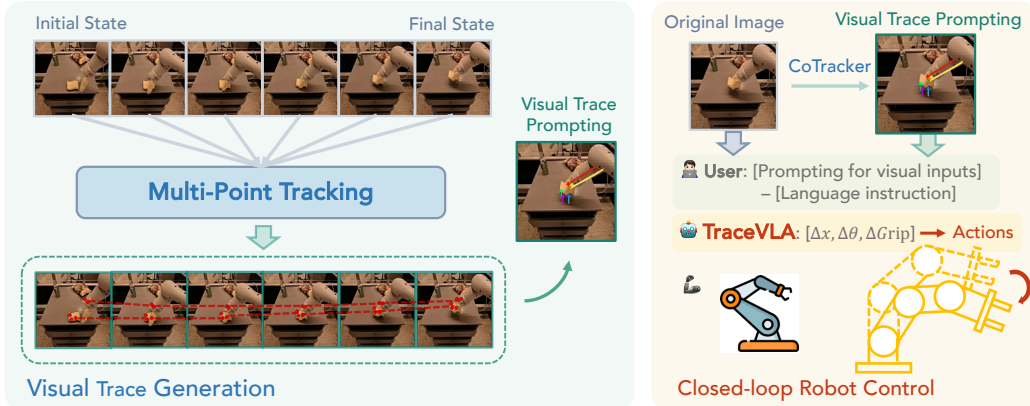 Initial State
Final State
Multi-Point Tracking
Visual Trace
Prompting
Visual Trace Generation
Original Image
Visual Trace Prompting
CoTracker
User: [Prompting for visual inputs]
– [Language instruction]
TraceVLA: [Δx, Δθ, ΔGrip] → Actions
Closed-loop Robot Control